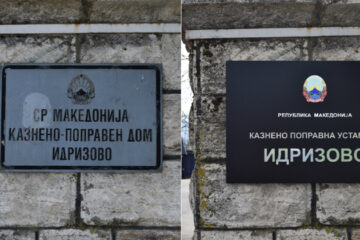 СР МАКЕДОНИЈА
КАЗНЕНО-ПОПРАВЕН ДОМ
ИДРИЗОВО
РЕПУБЛИКА МАКЕДОНИЈА
КАЗНЕНО ПОПРАВНА УСТА
ИДРИЗОВО